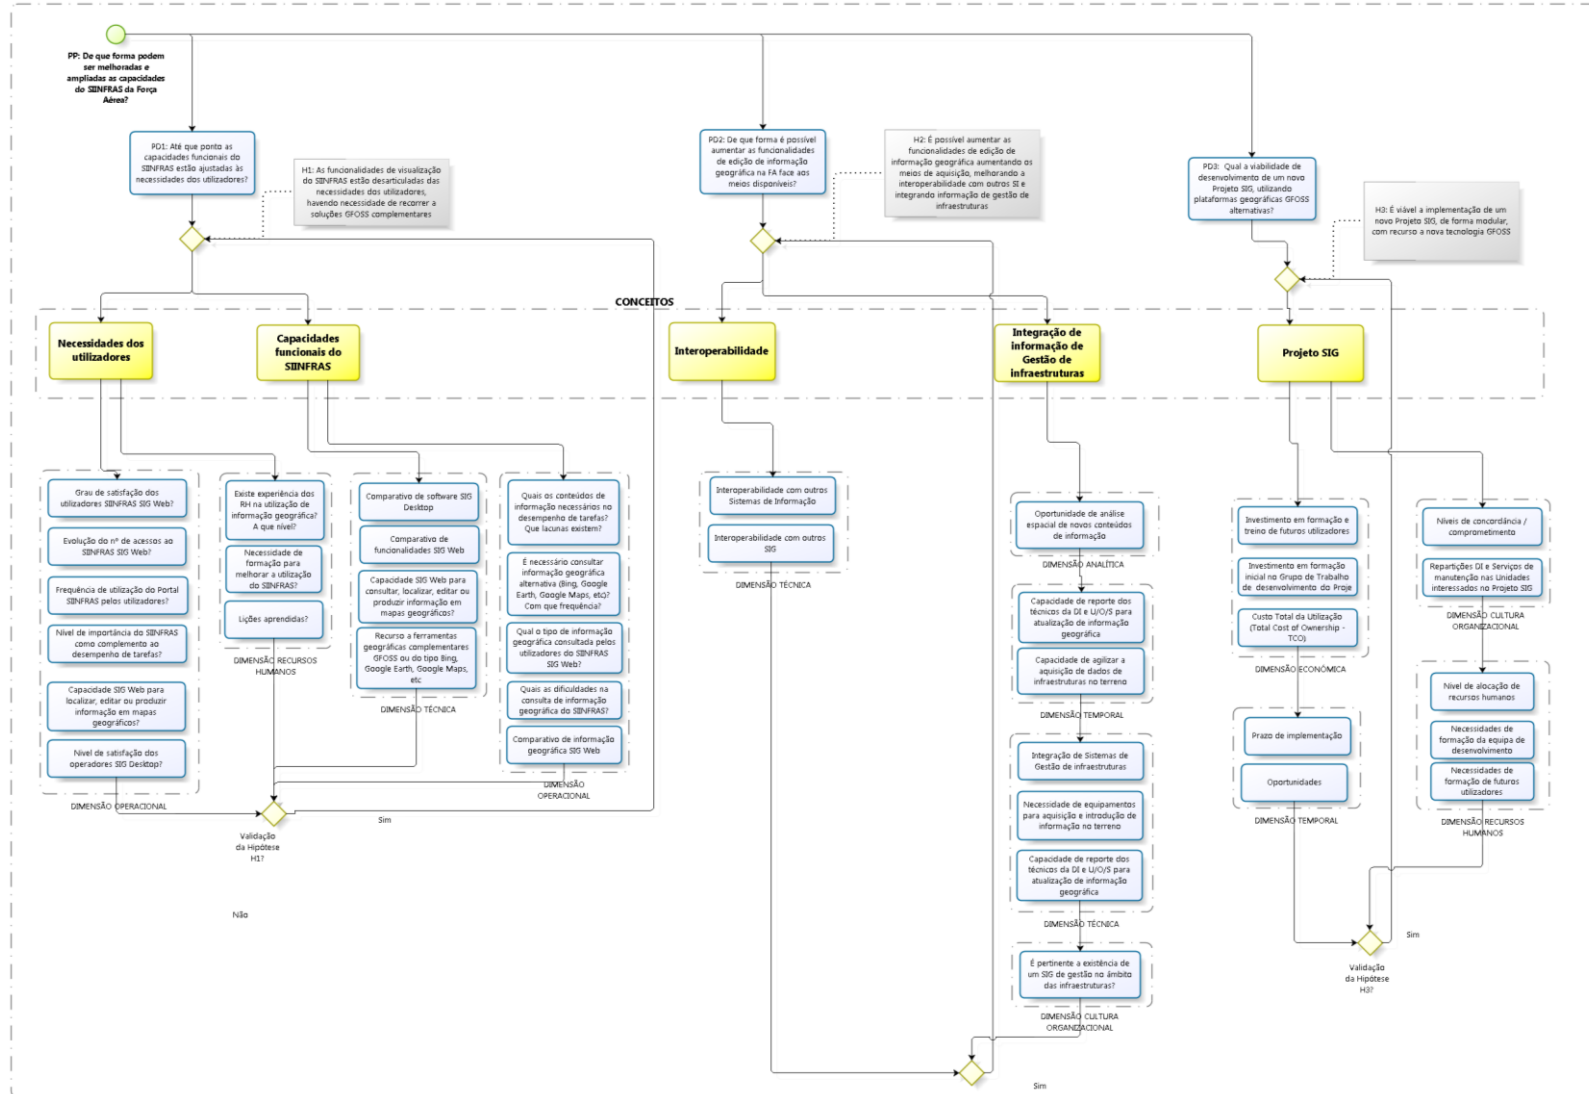 PP: De que forma podem
ser melhoradas e
ampliadas as capacidades
do SIINFRAS da Força
Aérea?
PD1: Até que ponto as
capacidades funcionais do
SIINFRAS estão ajustadas às
necessidades dos utilizadores?
H1: As funcionalidades de visualização
do SIINFRAS estão desarticuladas das
necessidades dos utilizadores,
havendo necessidade de recorrer a
soluções GFOSS complementares
PD2: De que forma é possível
aumentar as funcionalidades
de edição de informação
geográfica na FA face aos
meios disponíveis?
H2: É possível aumentar as
funcionalidades de edição de
informação geográfica aumentando os
meios de aquisição, melhorando a
interoperabilidade com outros SI e
integrando informação de gestão de
infraestruturas
PD3: Qual a viabilidade de
desenvolvimento de um novo
Projeto SIG, utilizando
plataformas geográficas GFOSS
alternativas?
H3: É viável a implementação de um
novo Projeto SIG, de forma modular,
com recurso a nova tecnologia GFOSS
CONCEITOS
Necessidades dos
utilizadores
Capacidades
funcionais do
SIINFRAS
Interoperabilidade
Integração de
informação de
Gestão de
infraestruturas
Projeto SIG
Grau de satisfação dos
utilizadores SIINFRAS SIG Web?
Evolução do nº de acessos ao
SIINFRAS SIG Web?
Frequência de utilização do Portal
SIINFRAS pelos utilizadores?
Nível de importância do SIINFRAS
como complemento ao
desempenho de tarefas?
Capacidade SIG Web para
localizar, editar ou produzir
informação em mapas
geográficos?
Nivel de satisfação dos
operadores SIG Desktop?
DIMENSÃO OPERACIONAL
Existe experiência dos
RH na utilização de
informação geográfica?
A que nível?
Necessidade de
formação para
melhorar a utilização
do SIINFRAS?
Lições aprendidas?
DIMENSÃO RECURSOS
HUMANOS
Comparativo de software SIG
Desktop
Comparativo de
funcionalidades SIG Web
Capacidade SIG Web para
consultar, localizar, editar ou
produzir informação em
mapas geográficos?
Recurso a ferramentas
geográficas complementares
GFOSS ou do tipo Bing,
Google Earth, Google Maps,
etc
DIMENSÃO TÉCNICA
Quais os conteúdos de
informação necessários no
desempenho de tarefas?
Que lacunas existem?
É necessário consultar
informação geográfica
alternativa (Bing, Google
Earth, Google Maps, etc)?
Com que frequência?
Qual o tipo de informação
geográfica consultada pelos
utilizadores do SIINFRAS
SIG Web?
Quais as dificuldades na
consulta de informação
geográfica do SIINFRAS?
Comparativo de informação
geográfica SIG Web
DIMENSÃO
OPERACIONAL
Validação
da Hipótese
H1?
Sim
Não
Interoperabilidade com outros
Sistemas de Informação
Interoperabilidade com outros
SIG
DIMENSÃO TÉCNICA
Oportunidade de análise
espacial de novos conteúdos
de informação
DIMENSÃO ANALÍTICA
Capacidade de reporte dos
técnicos da DI e U/O/S para
atualização de informação
geográfica
Capacidade de agilizar a
aquisição de dados de
infraestruturas no terreno
DIMENSÃO TEMPORAL
Integração de Sistemas de
Gestão de infraestruturas
Necessidade de equipamentos
para aquisição e introdução de
informação no terreno
Capacidade de reporte dos
técnicos da DI e U/O/S para
atualização de informação
geográfica
DIMENSÃO TÉCNICA
É pertinente a existência de
um SIG de gestão no âmbito
das infraestruturas?
DIMENSÃO CULTURA
ORGANIZACIONAL
Sim
Investimento em formação e
treino de futuros utilizadores
Investimento em formação
inicial no Grupo de Trabalho
de desenvolvimento do Proje
Custo Total da Utilização
(Total Cost of Ownership -
TCO)
DIMENSÃO ECONÓMICA
Prazo de implementação
Oportunidades
DIMENSÃO TEMPORAL
Níveis de concordância /
comprometimento
Repartições DI e Serviços de
manutenção nas Unidades
interessados no Projeto SIG
DIMENSÃO CULTURA
ORGANIZACIONAL
Nivel de alocação de
recursos humanos
Necessidades de
formação da equipa de
desenvolvimento
Necessidades de
formação de futuros
utilizadores
DIMENSÃO RECURSOS
HUMANOS
Sim
Validação
da Hipótese
H3?